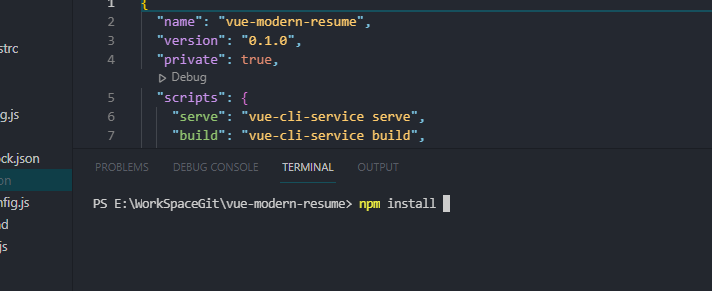 strc
g.js
ock.json
on
nfig.js
nd
js
1 {
2 "name": "vue-modern-resume",
3 "version": "0.1.0",
4 "private": true,
Debug
5 "scripts": {
6 "serve": "vue-cli-service serve",
7 "build": "vue-cli-service build",
PROBLEMS DEBUG CONSOLE TERMINAL OUTPUT
PS E:\WorkSpaceGit\vue-modern-resume> npm install